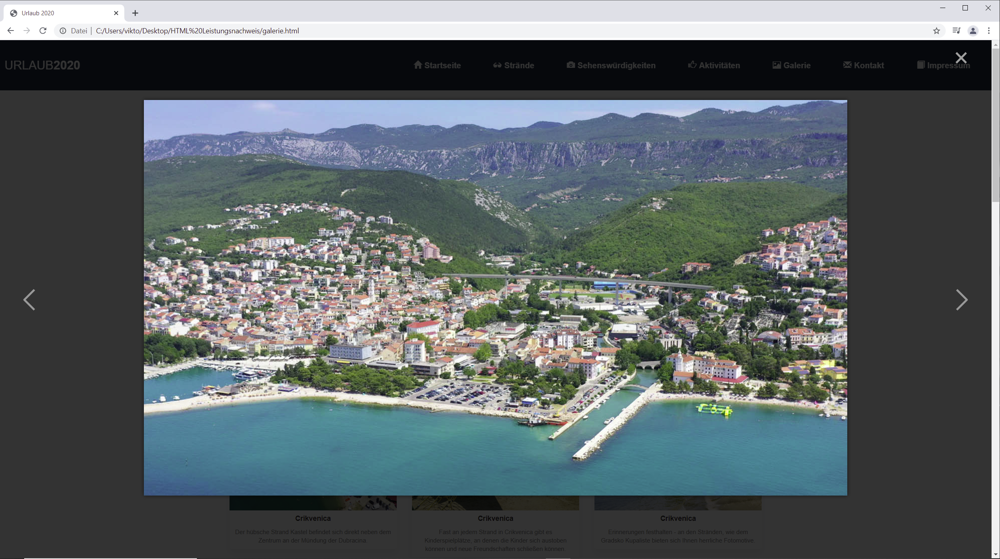 Urlaub 2020
Datei | C:/Users/vikto/Desktop/HTML%20Leistungsnachweis/galerie.html
URLAUB2020 Startseite Strände Sehenswürdigkeiten Aktivitäten Galerie Kontakt Impressum
Crikvenica
Der hübsche Strand Kastel befindet sich direkt neben dem
Zentrum an der Mündung der Dubracina.
Crikvenica
Fast an jedem Strand in Crikvenica gibt es
Kinderspielplätze, an denen die Kinder sich austoben
können und neue Freundschaften schließen können.
Crikvenica
Erinnerungen festhalten - an den Stränden, wie dem
Gradsko Kupaliste bieten sich Ihnen herrliche Fotomotive.